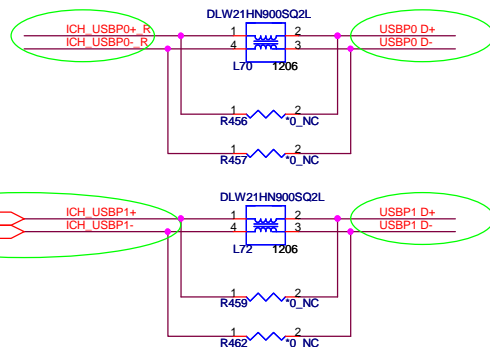 DLW21HN900SQ2L
ICH_USBP0+_R 1 2 USBP0 D+
ICH_USBP0-_R 4 3 USBP0 D-
L70 1206
1 2
R456 *0_NC
1 2
R457 *0_NC
DLW21HN900SQ2L
ICH_USBP1+ 1 2 USBP1 D+
ICH_USBP1- 4 3 USBP1 D-
L72 1206
1 2
R459 *0_NC
1 2
R462 *0_NC